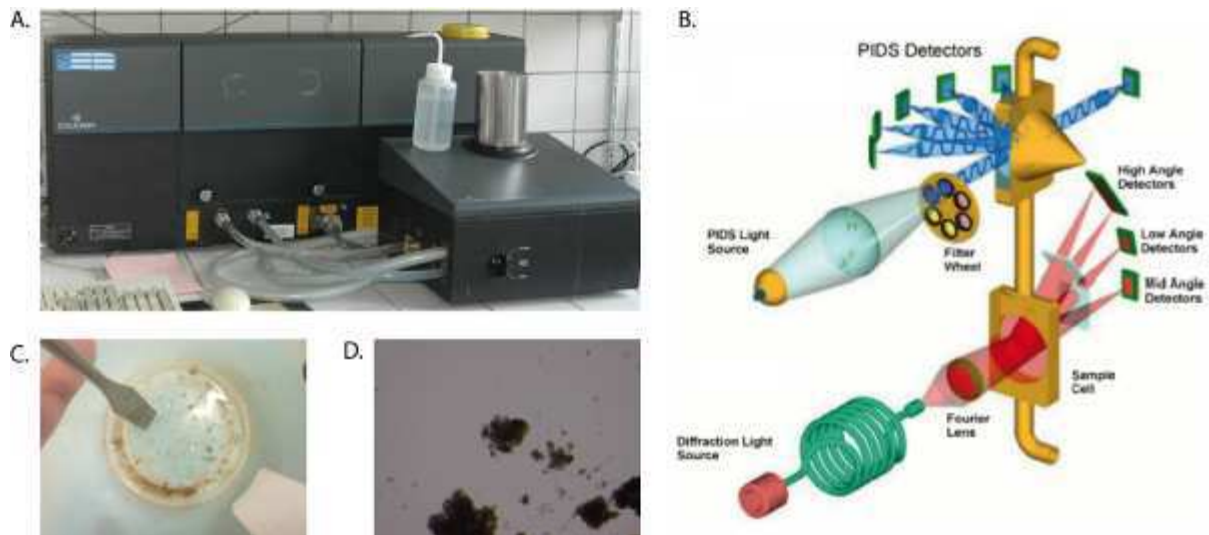 A.
B.
PIDS Detectors
High Angle
Detectors
PIDS Light
Source
Filter
Wheel
Low Angle
Detectors
Mid Angle
Detectors
Sample
Cell
Fourier
Lens
Diffraction Light
Source
C.
D.